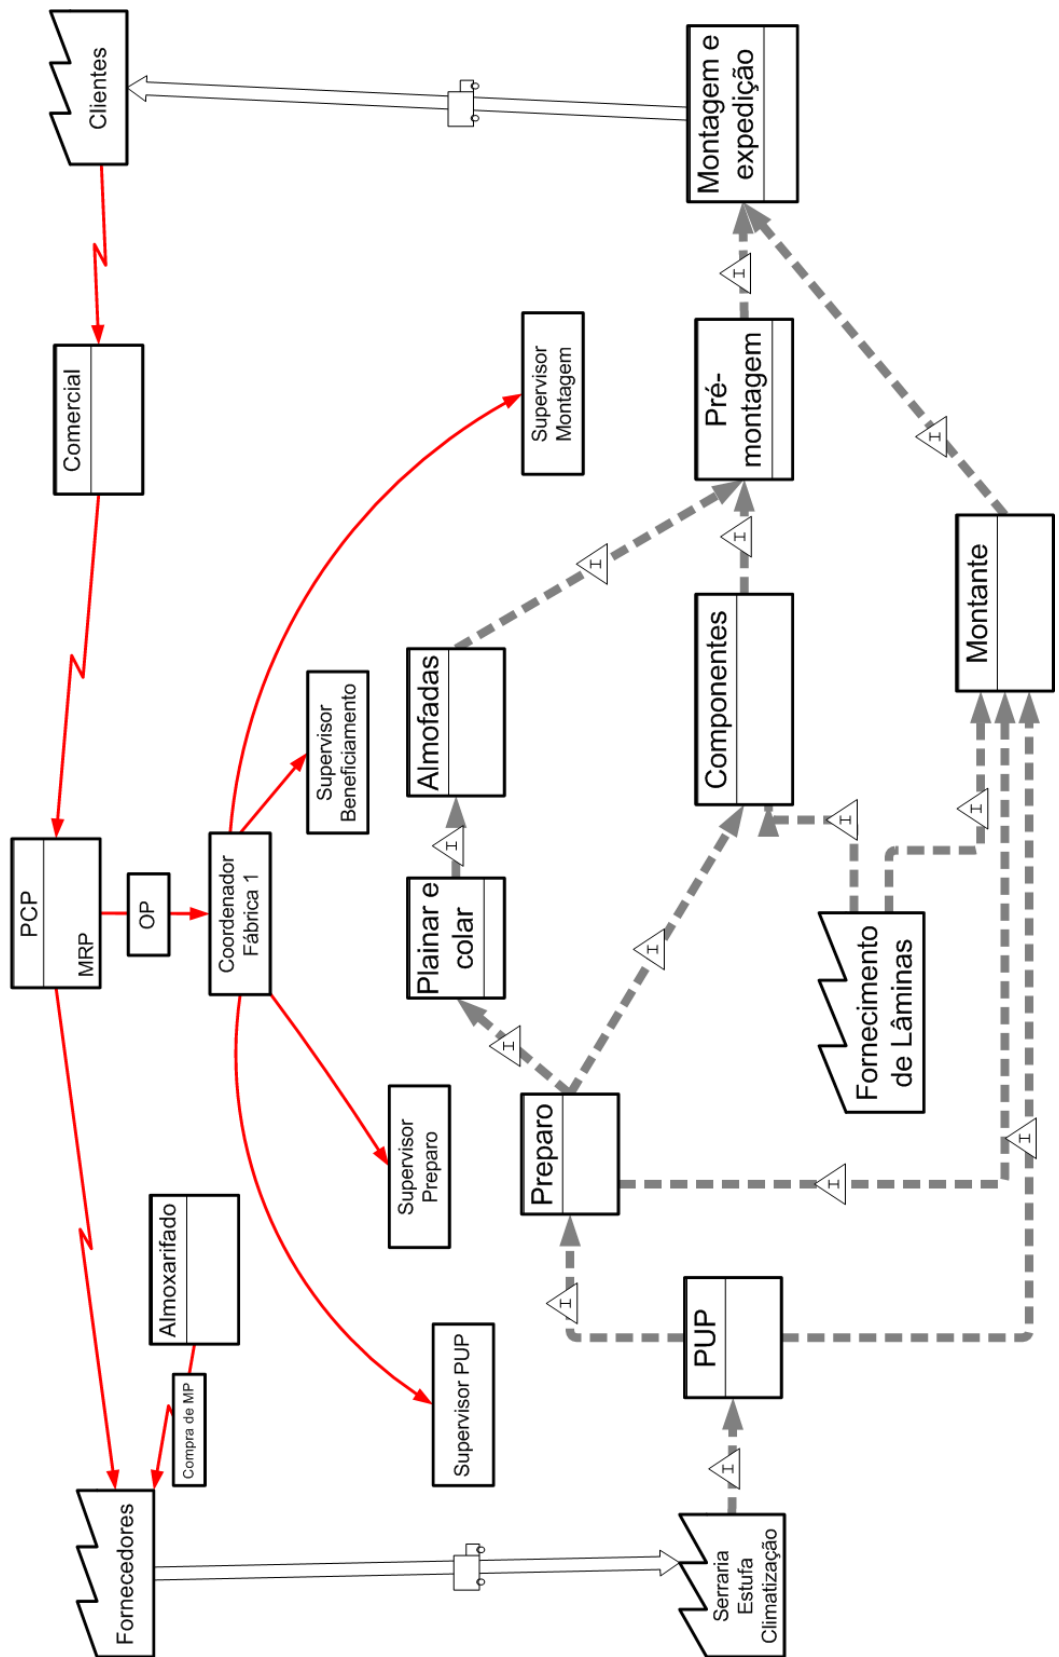 Fornecedores
Compra de MP
Almoxarifado
PCP
MRP
OP
Comercial
Clientes
Coordenador
Fábrica 1
Supervisor PUP
Supervisor
Preparo
Supervisor
Beneficiamento
Supervisor
Montagem
Serraria
Estufa
Climatização
I
PUP
I
I
Preparo
I
I
I
Plainar e
colar
I
Almofadas
I
Fornecimento
de Lâminas
I
I
Componentes
I
Pré-
montagem
I
Montante
I
Montagem e
expedição